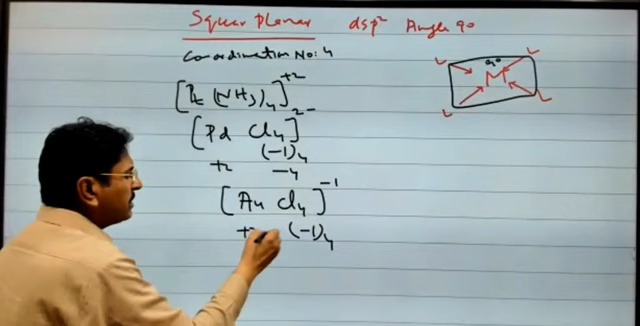 Square Planar dsp² Angle 90
Coordination No: 4
[Pt (NH3)4]+2
[Pd Cl4]2-
(-1)4
+2 -4
[Au Cl4]-1
(-1)4
L L
90
M
L L